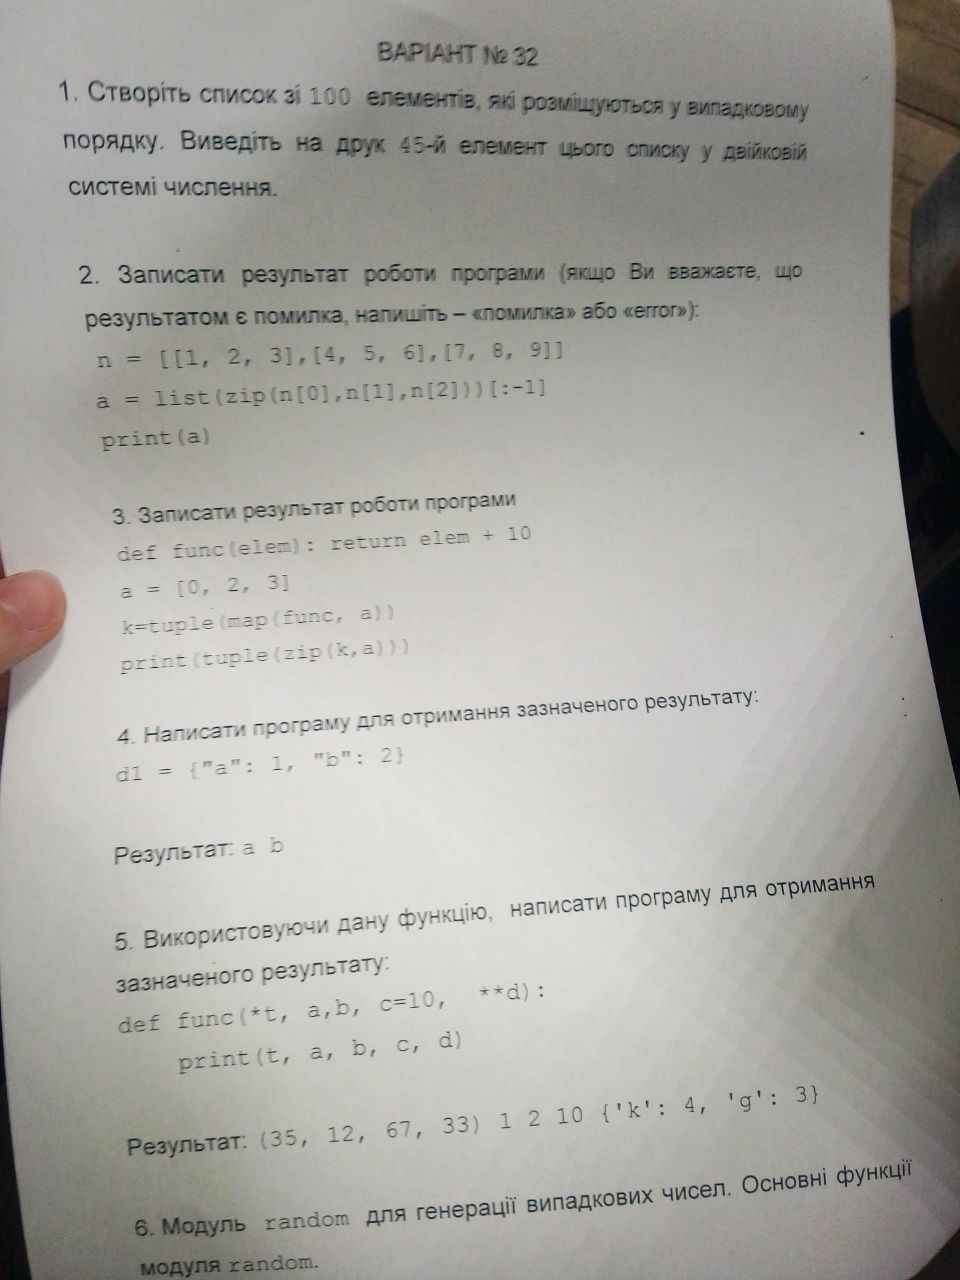 ВАРІАНТ № 32
1. Створіть список зі 100 елементів, які розміщуються у випадковому
порядку. Виведіть на друк 45-й елемент цього списку у двійковій
системі числення.
2. Записати результат роботи програми (якщо Ви вважаєте, що
результатом є помилка, напишіть – «помилка» або «error»):
n = [[1, 2, 3],[4, 5, 6],[7, 8, 9]]
a = list(zip(n[0],n[1],n[2]))[:-1]
print(a)
3. Записати результат роботи програми
def func(elem): return elem + 10
a = [0, 2, 3]
k=tuple(map(func, a))
print(tuple(zip(k,a)))
4. Написати програму для отримання зазначеного результату:
d1 = {"a": 1, "b": 2}
Результат: a b
5. Використовуючи дану функцію, написати програму для отримання
зазначеного результату:
def func(*t, a,b, c=10, **d):
print(t, a, b, c, d)
Результат: (35, 12, 67, 33) 1 2 10 {'k': 4, 'g': 3}
6. Модуль random для генерації випадкових чисел. Основні функції
модуля random.